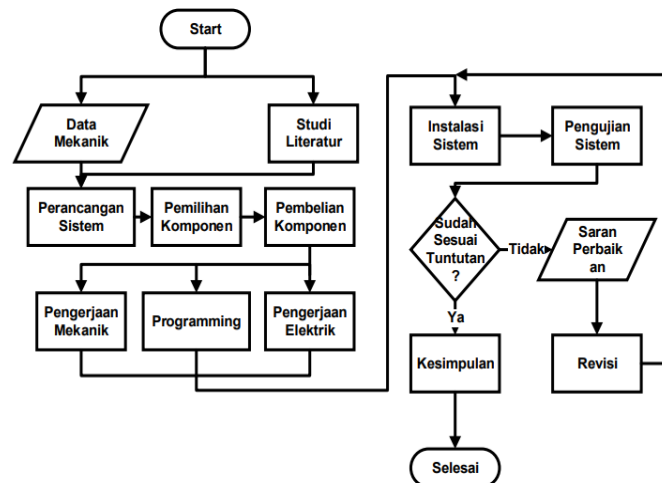 Start
Data
Mekanik
Studi
Literatur
Perancangan
Sistem
Pemilihan
Komponen
Pembelian
Komponen
Pengerjaan
Mekanik
Programming
Pengerjaan
Elektrik
Instalasi
Sistem
Pengujian
Sistem
Sudah
Sesuai
Tuntutan
?
Tidak
Saran
Perbaik
an
Ya
Kesimpulan
Revisi
Selesai